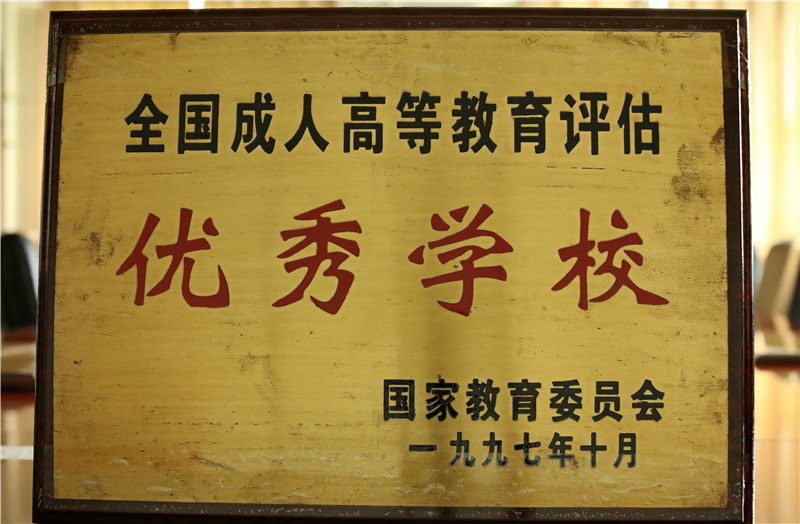 全国成人高等教育评估
优秀学校
国家教育委员会
一九九七年十月